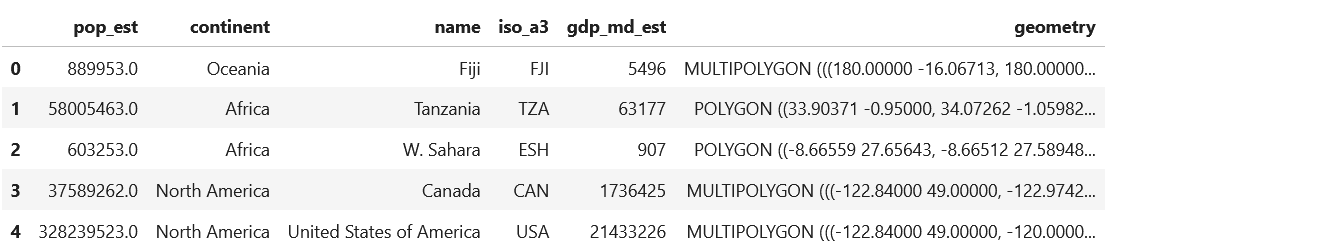 pop_est continent name iso_a3 gdp_md_est geometry
0 889953.0 Oceania Fiji FJI 5496 MULTIPOLYGON (((180.00000 -16.06713, 180.00000...
1 58005463.0 Africa Tanzania TZA 63177 POLYGON ((33.90371 -0.95000, 34.07262 -1.05982...
2 603253.0 Africa W. Sahara ESH 907 POLYGON ((-8.66559 27.65643, -8.66512 27.58948...
3 37589262.0 North America Canada CAN 1736425 MULTIPOLYGON (((-122.84000 49.00000, -122.9742...
4 328239523.0 North America United States of America USA 21433226 MULTIPOLYGON (((-122.84000 49.00000, -120.0000...